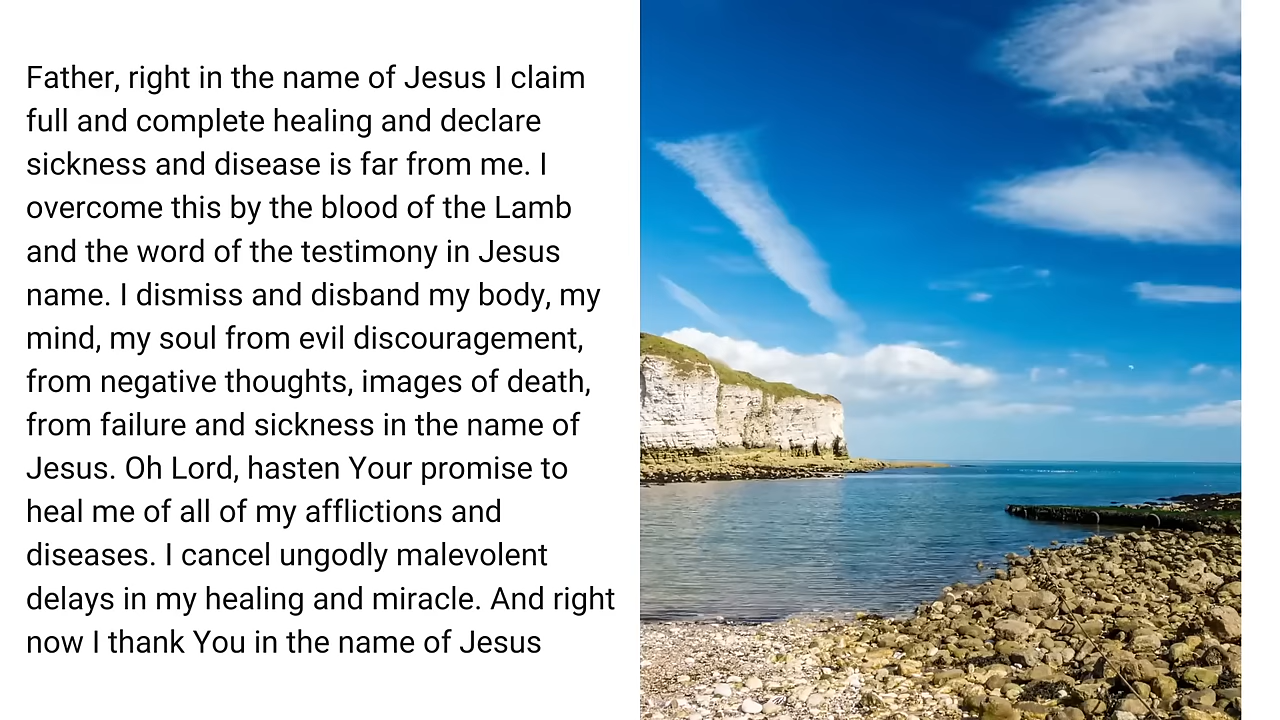 Father, right in the name of Jesus I claim
full and complete healing and declare
sickness and disease is far from me. I
overcome this by the blood of the Lamb
and the word of the testimony in Jesus
name. I dismiss and disband my body, my
mind, my soul from evil discouragement,
from negative thoughts, images of death,
from failure and sickness in the name of
Jesus. Oh Lord, hasten Your promise to
heal me of all of my afflictions and
diseases. I cancel ungodly malevolent
delays in my healing and miracle. And right
now I thank You in the name of Jesus